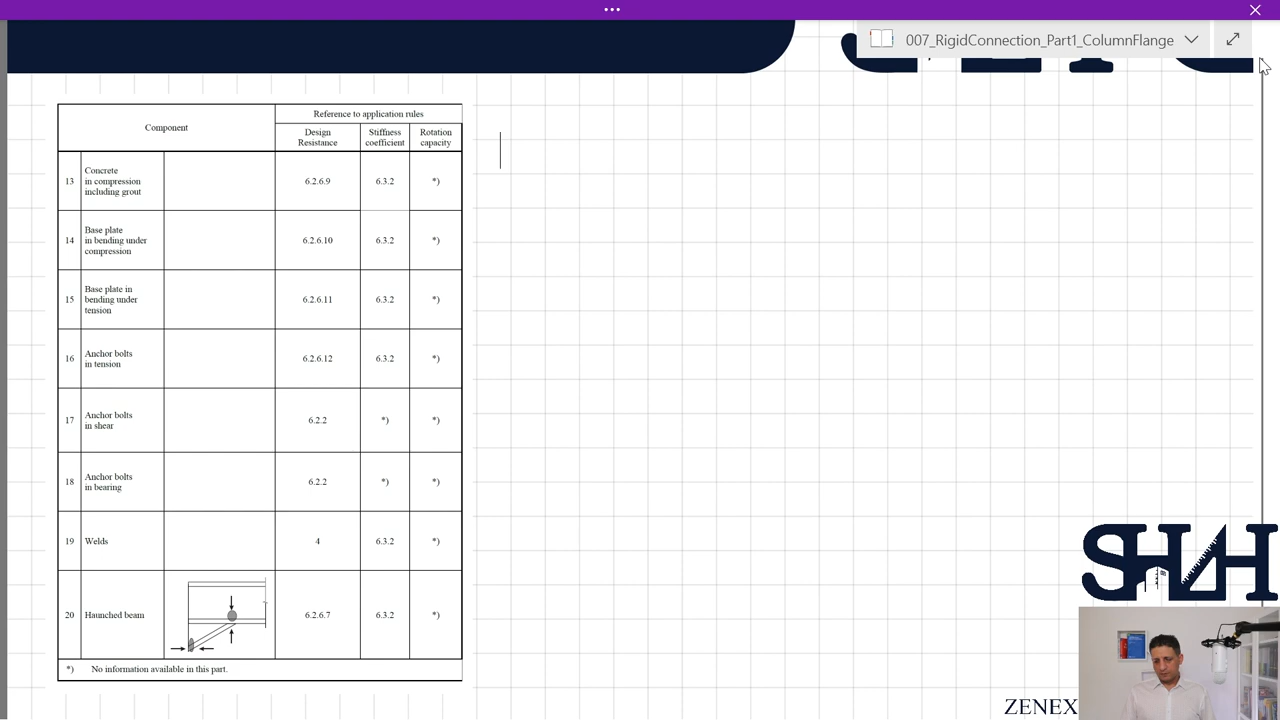 007_RigidConnection_Part1_ColumnFlange
Component
Reference to application rules
Design
Resistance
Stiffness
coefficient
Rotation
capacity
13
Concrete
in compression
including grout
6.2.6.9
6.3.2
*)
14
Base plate
in bending under
compression
6.2.6.10
6.3.2
*)
15
Base plate in
bending under
tension
6.2.6.11
6.3.2
*)
16
Anchor bolts
in tension
6.2.6.12
6.3.2
*)
17
Anchor bolts
in shear
6.2.2
*)
*)
18
Anchor bolts
in bearing
6.2.2
*)
*)
19
Welds
4
6.3.2
*)
20
Haunched beam
6.2.6.7
6.3.2
*)
*) No information available in this part.
ZENEX